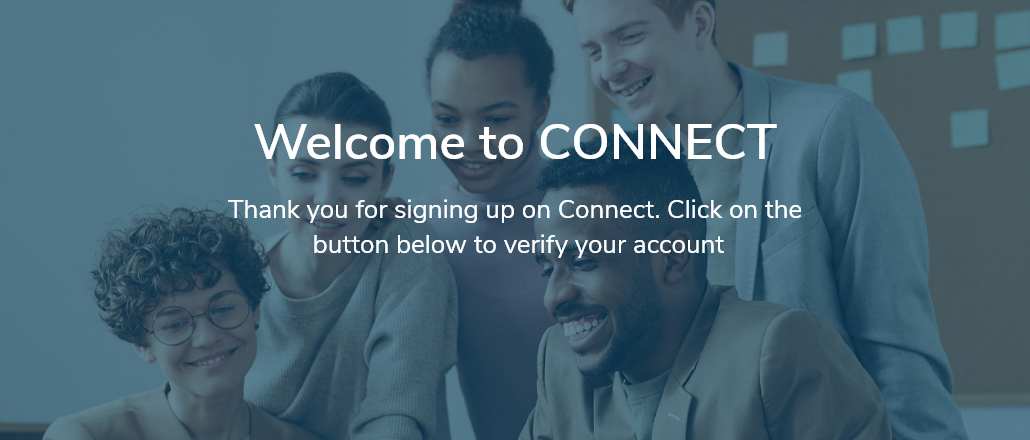 Welcome to CONNECT
Thank you for signing up on Connect. Click on the
button below to verify your account